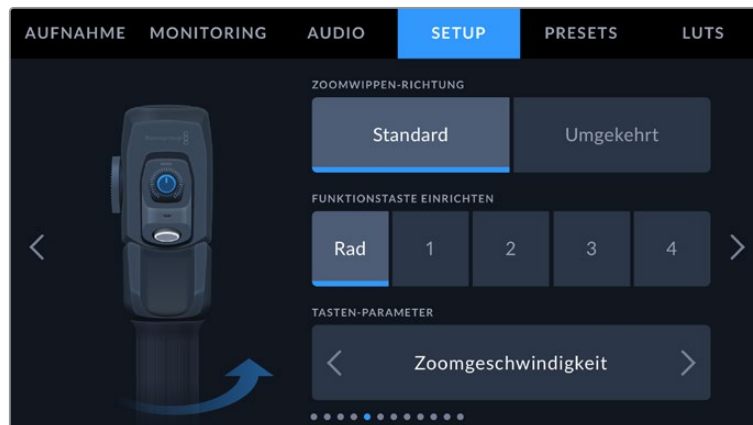 AUFNAHME MONITORING AUDIO SETUP PRESETS LUTS
ZOOMWIPPEN-RICHTUNG
Standard Umgekehrt
FUNKTIONSTASTE EINRICHTEN
Rad 1 2 3 4
TASTEN-PARAMETER
Zoomgeschwindigkeit